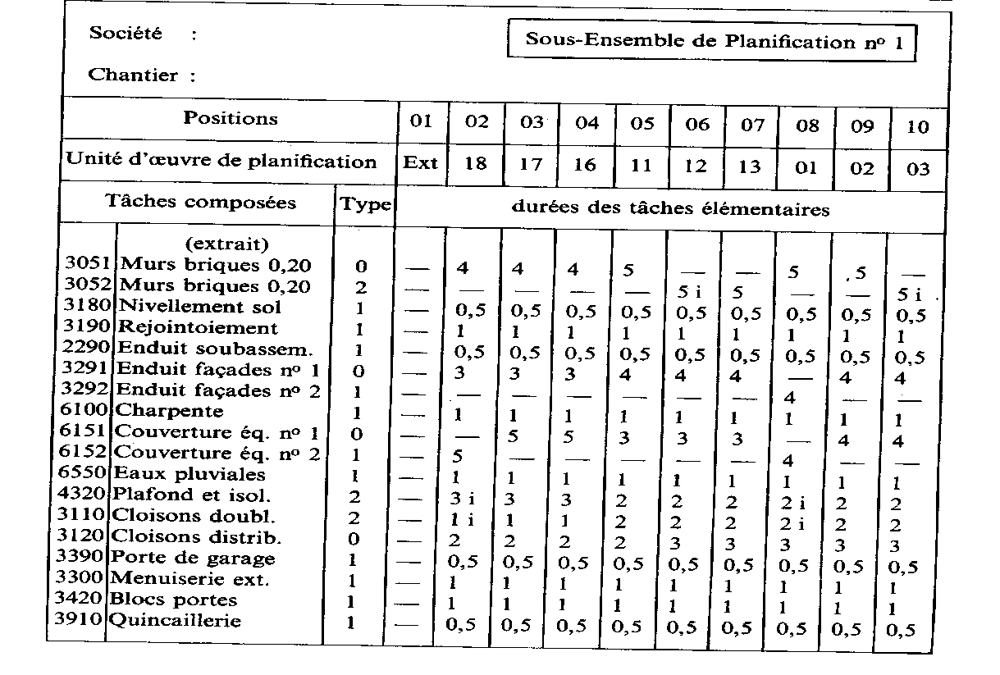 Société :
Sous-Ensemble de Planification nº 1
Chantier :
Positions 01 02 03 04 05 06 07 08 09 10
Unité d'œuvre de planification Ext 18 17 16 11 12 13 01 02 03
Tâches composées Type durées des tâches élémentaires
(extrait)
3051 Murs briques 0,20 0 — 4 4 4 5 — — 5 .5 —
3052 Murs briques 0,20 2 — — — — — 5 i 5 — — 5 i .
3180 Nivellement sol 1 — 0,5 0,5 0,5 0,5 0,5 0,5 0,5 0,5 0,5
3190 Rejointoiement 1 — 1 1 1 1 1 1 1 1 1
2290 Enduit soubassem. 1 — 0,5 0,5 0,5 0,5 0,5 0,5 0,5 0,5 0,5
3291 Enduit façades nº 1 0 — 3 3 3 4 4 4 — 4 4
3292 Enduit façades nº 2 1 — — — — — — — 4 — —
6100 Charpente 1 — 1 1 1 1 1 1 1 1 1
6151 Couverture éq. nº 1 0 — — 5 5 3 3 3 — 4 4
6152 Couverture éq. nº 2 1 — 5 — — — — — 4 — —
6550 Eaux pluviales 1 — 1 1 1 1 1 1 1 1 1
4320 Plafond et isol. 2 — 3 i 3 3 2 2 2 2 i 2 2
3110 Cloisons doubl. 2 — 1 i 1 1 2 2 2 2 i 2 2
3120 Cloisons distrib. 0 — 2 2 2 2 3 3 3 3 3
3390 Porte de garage 1 — 0,5 0,5 0,5 0,5 0,5 0,5 0,5 0,5 0,5
3300 Menuiserie ext. 1 — 1 1 1 1 1 1 1 1 1
3420 Blocs portes 1 — 1 1 1 1 1 1 1 1 1
3910 Quincaillerie 1 — 0,5 0,5 0,5 0,5 0,5 0,5 0,5 0,5 0,5